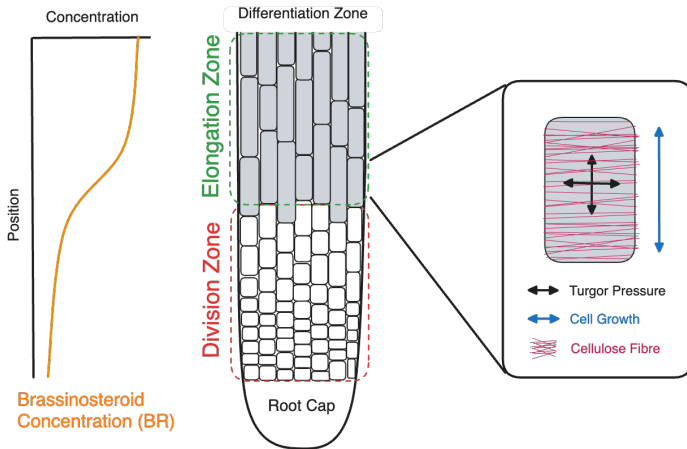 Concentration
Position
Brassinosteroid
Concentration (BR)
Differentiation Zone
Elongation Zone
Division Zone
Root Cap
Turgor Pressure
Cell Growth
Cellulose Fibre